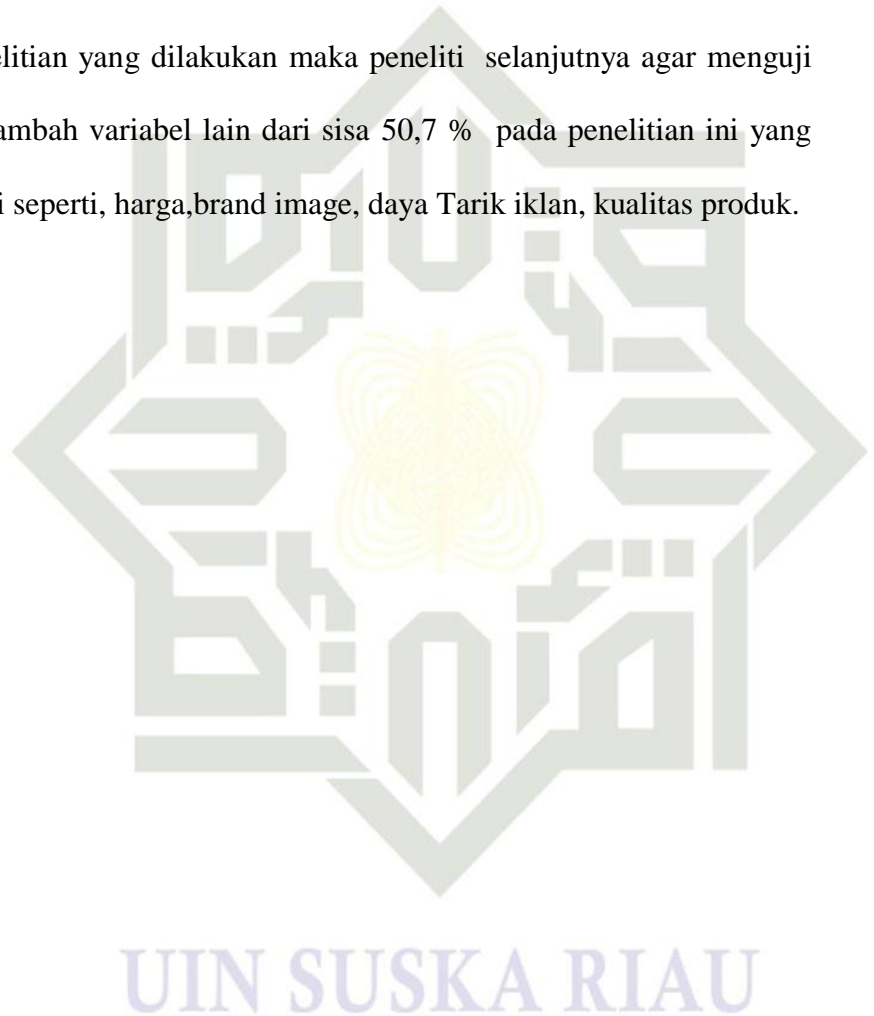 elitian yang dilakukan maka peneliti selanjutnya agar menguji
ambah variabel lain dari sisa 50,7 % pada penelitian ini yang
i seperti, harga,brand image, daya Tarik iklan, kualitas produk.
UIN SUSKA RIAU